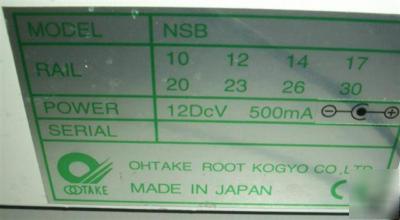 MODEL NSB
RAIL 10 12 14 17
20 23 26 30
POWER 12DcV 500mA
SERIAL
OHTAKE ROOT KOGYO CO.,LTD
OHTAKE MADE IN JAPAN